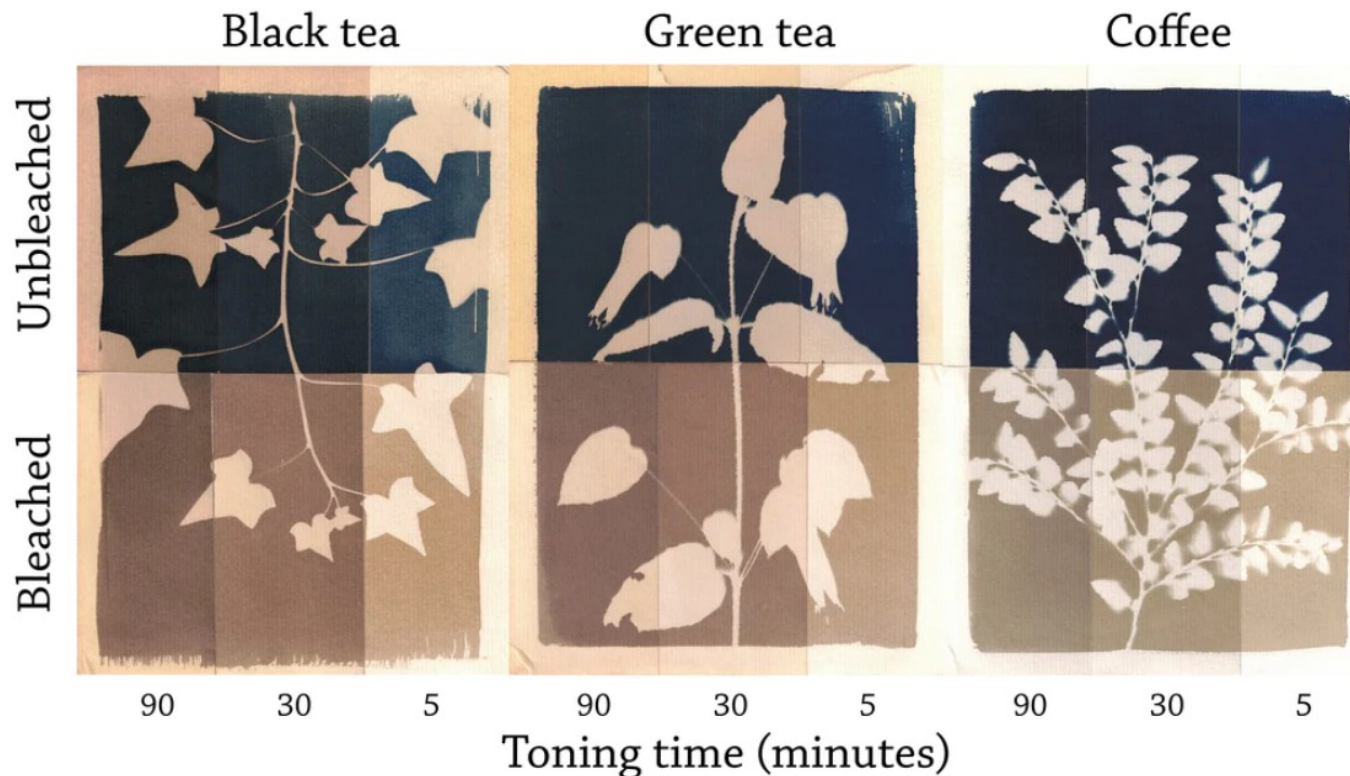 Black tea Green tea Coffee
Unbleached
Bleached
90 30 5 90 30 5 90 30 5
Toning time (minutes)